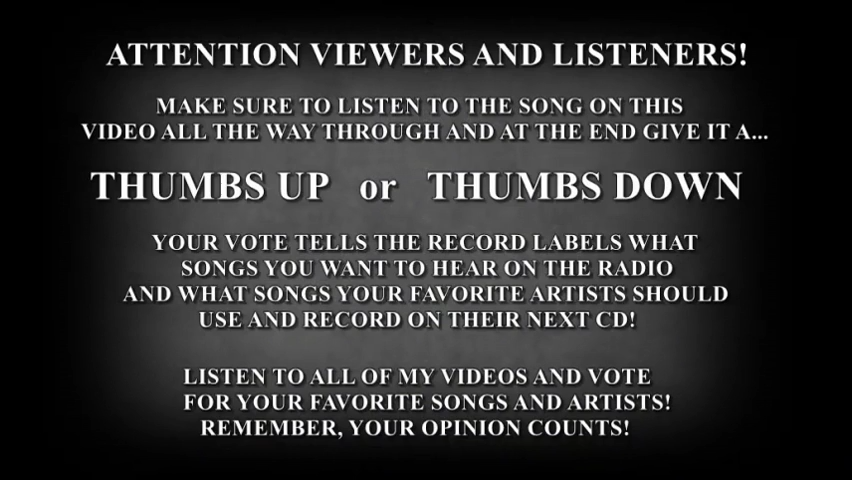 ATTENTION VIEWERS AND LISTENERS!
MAKE SURE TO LISTEN TO THE SONG ON THIS
VIDEO ALL THE WAY THROUGH AND AT THE END GIVE IT A...
THUMBS UP or THUMBS DOWN
YOUR VOTE TELLS THE RECORD LABELS WHAT
SONGS YOU WANT TO HEAR ON THE RADIO
AND WHAT SONGS YOUR FAVORITE ARTISTS SHOULD
USE AND RECORD ON THEIR NEXT CD!
LISTEN TO ALL OF MY VIDEOS AND VOTE
FOR YOUR FAVORITE SONGS AND ARTISTS!
REMEMBER, YOUR OPINION COUNTS!